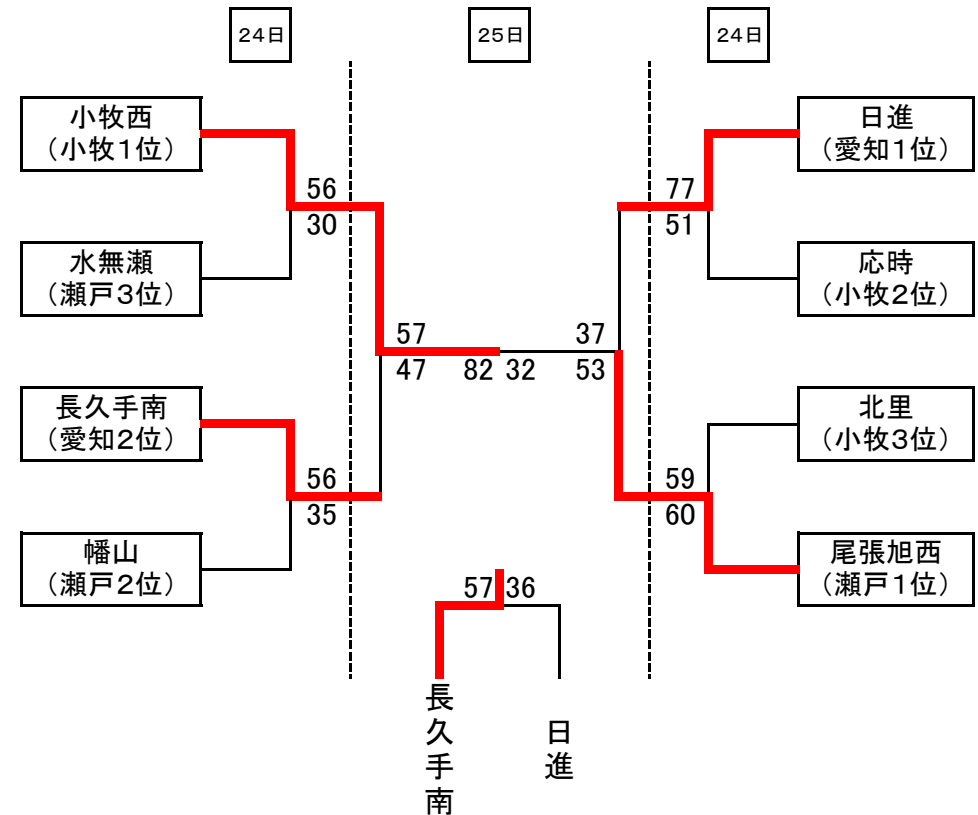 24日
25日
24日
小牧西
（小牧1位）
日進
（愛知1位）
56
30
77
51
水無瀬
（瀬戸3位）
応時
（小牧2位）
57
47
82
32
37
53
長久手南
（愛知2位）
北里
（小牧3位）
56
35
59
60
幡山
（瀬戸2位）
尾張旭西
（瀬戸1位）
57
36
長久手南
日進